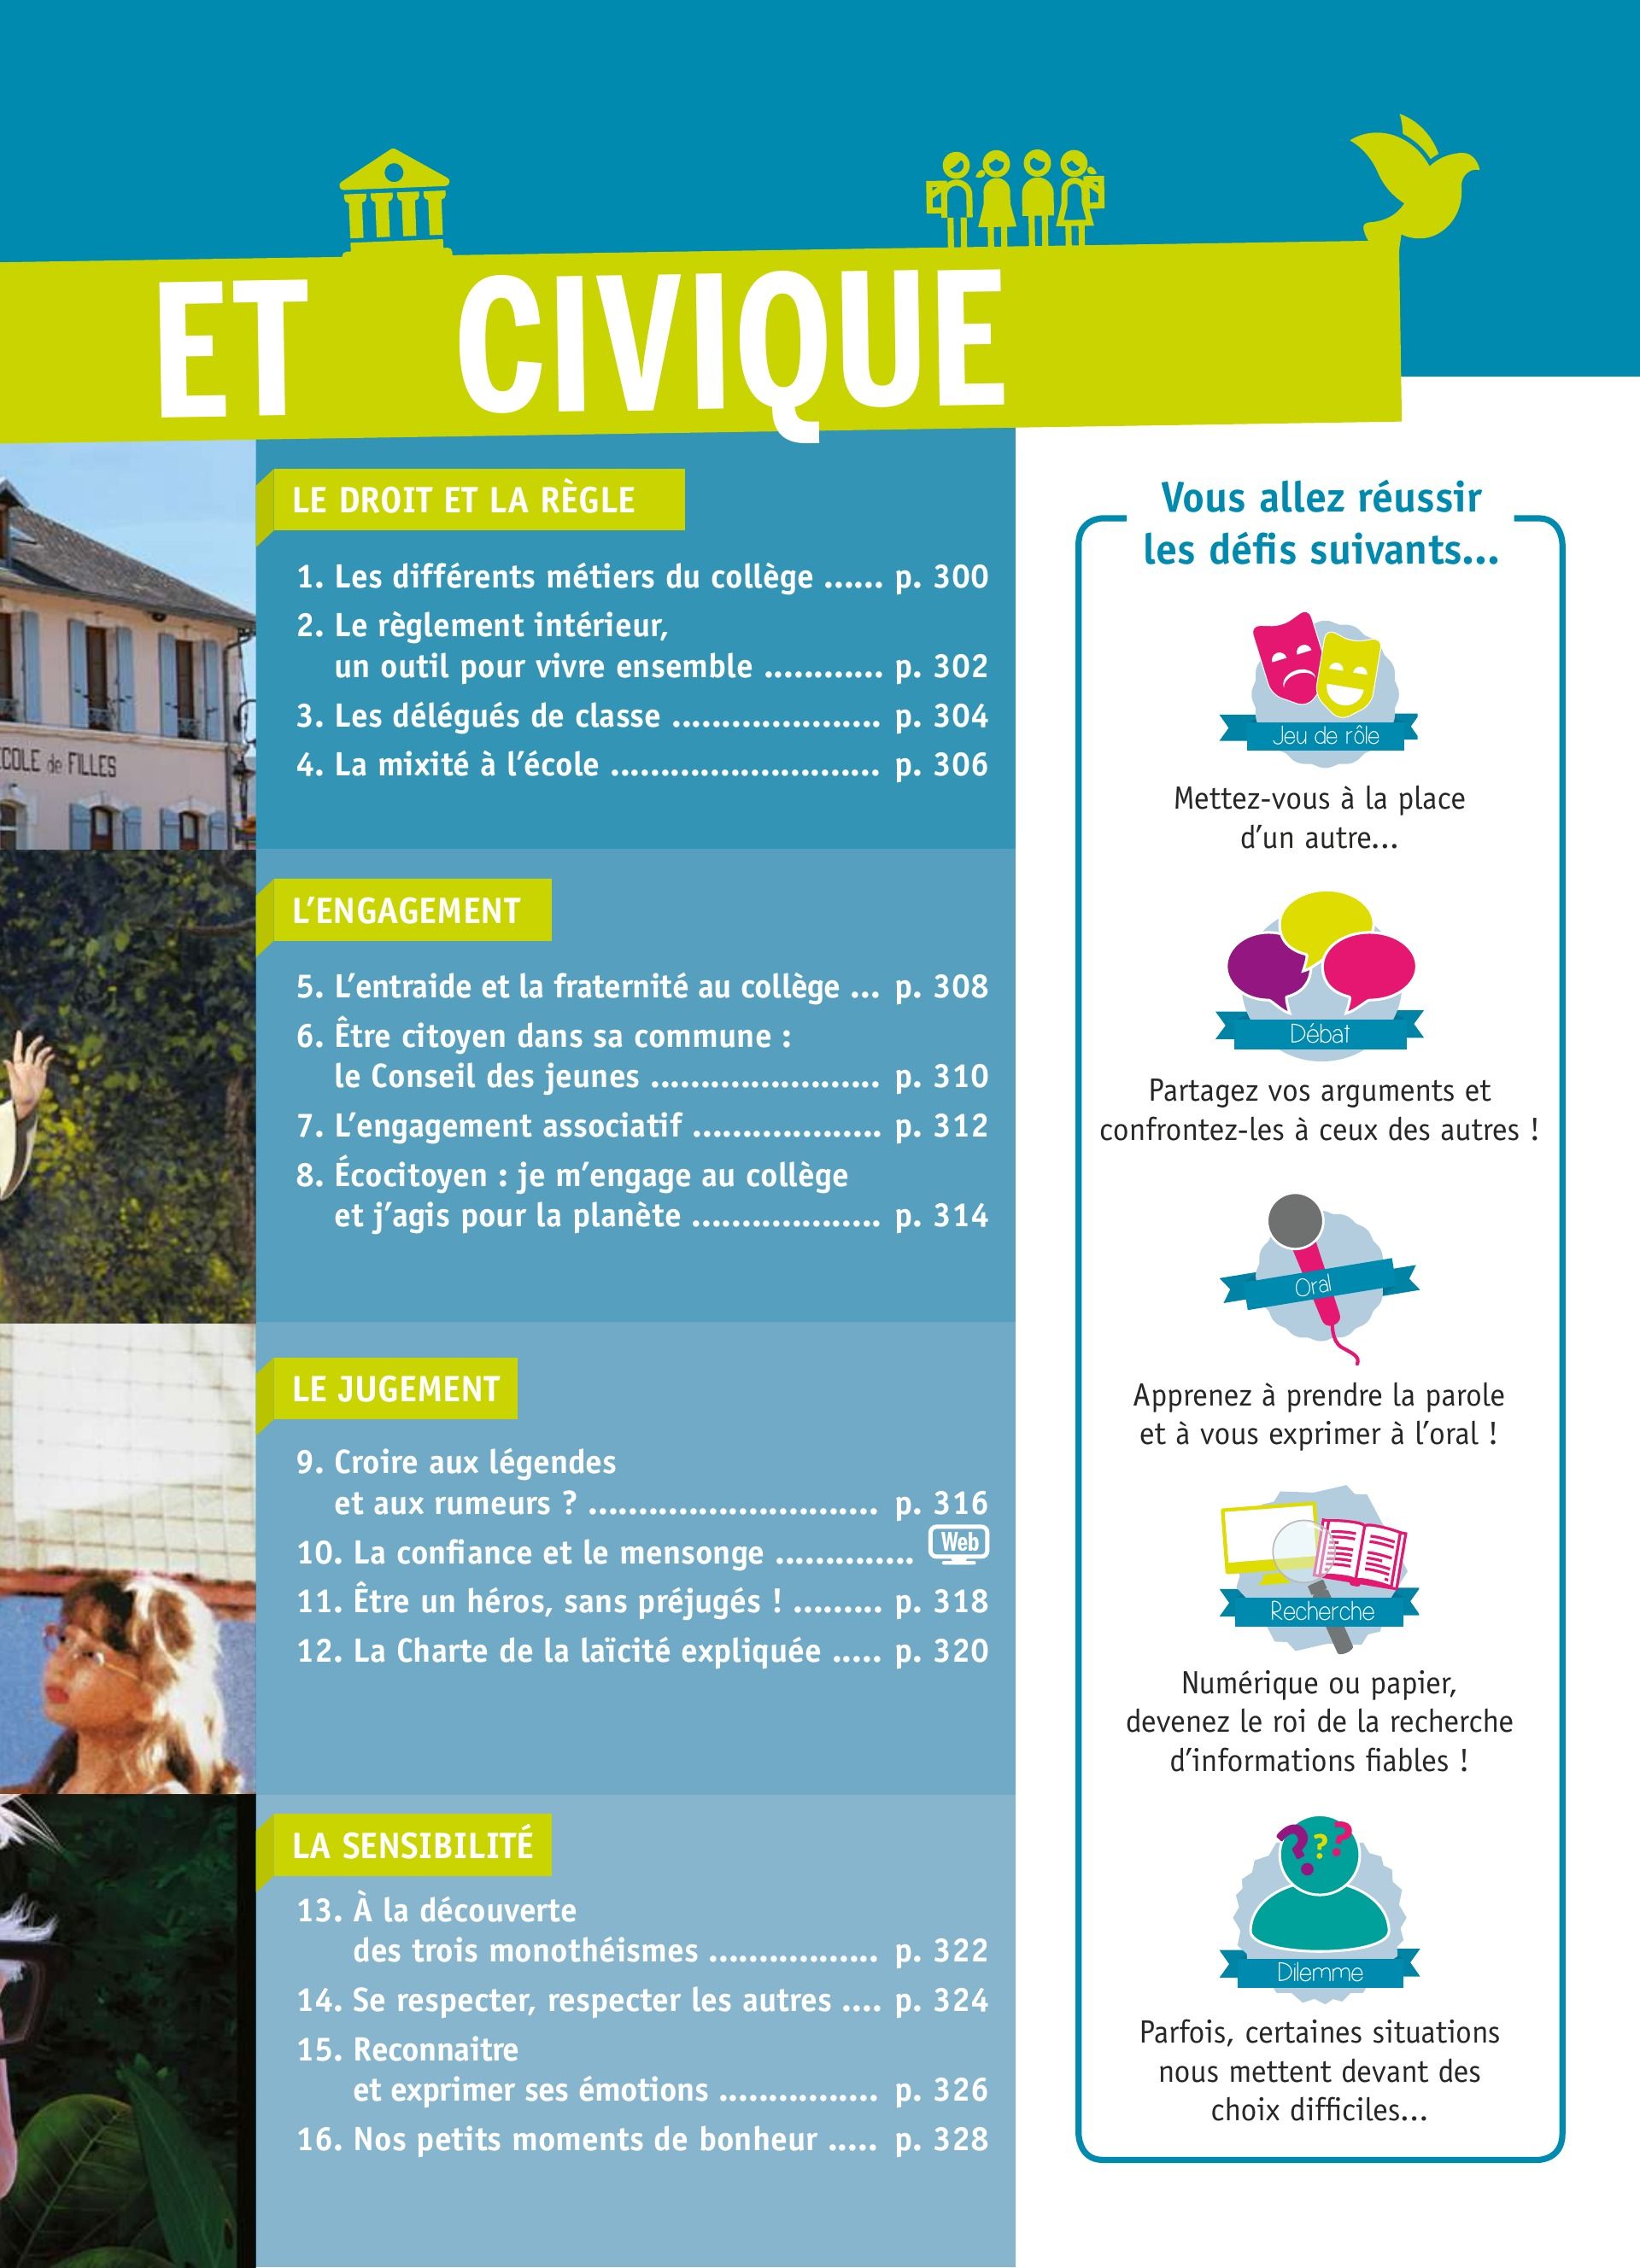 ET CIVIQUE
ÉCOLE de FILLES
LE DROIT ET LA RÈGLE
1. Les différents métiers du collège ...... p. 300
2. Le règlement intérieur,
un outil pour vivre ensemble ............ p. 302
3. Les délégués de classe ..................... p. 304
4. La mixité à l'école ........................... p. 306
L'ENGAGEMENT
5. L'entraide et la fraternité au collège ... p. 308
6. Être citoyen dans sa commune :
le Conseil des jeunes ....................... p. 310
7. L'engagement associatif ................... p. 312
8. Écocitoyen : je m'engage au collège
et j'agis pour la planète ................... p. 314
LE JUGEMENT
9. Croire aux légendes
et aux rumeurs ? ............................. p. 316
10. La confiance et le mensonge .............. Web
11. Être un héros, sans préjugés ! ......... p. 318
12. La Charte de la laïcité expliquée ..... p. 320
LA SENSIBILITÉ
13. À la découverte
des trois monothéismes ................. p. 322
14. Se respecter, respecter les autres .... p. 324
15. Reconnaitre
et exprimer ses émotions ................ p. 326
16. Nos petits moments de bonheur ..... p. 328
Vous allez réussir
les défis suivants...
Jeu de rôle
Mettez-vous à la place
d'un autre...
Débat
Partagez vos arguments et
confrontez-les à ceux des autres !
Oral
Apprenez à prendre la parole
et à vous exprimer à l'oral !
Recherche
Numérique ou papier,
devenez le roi de la recherche
d'informations fiables !
???
Dilemme
Parfois, certaines situations
nous mettent devant des
choix difficiles...